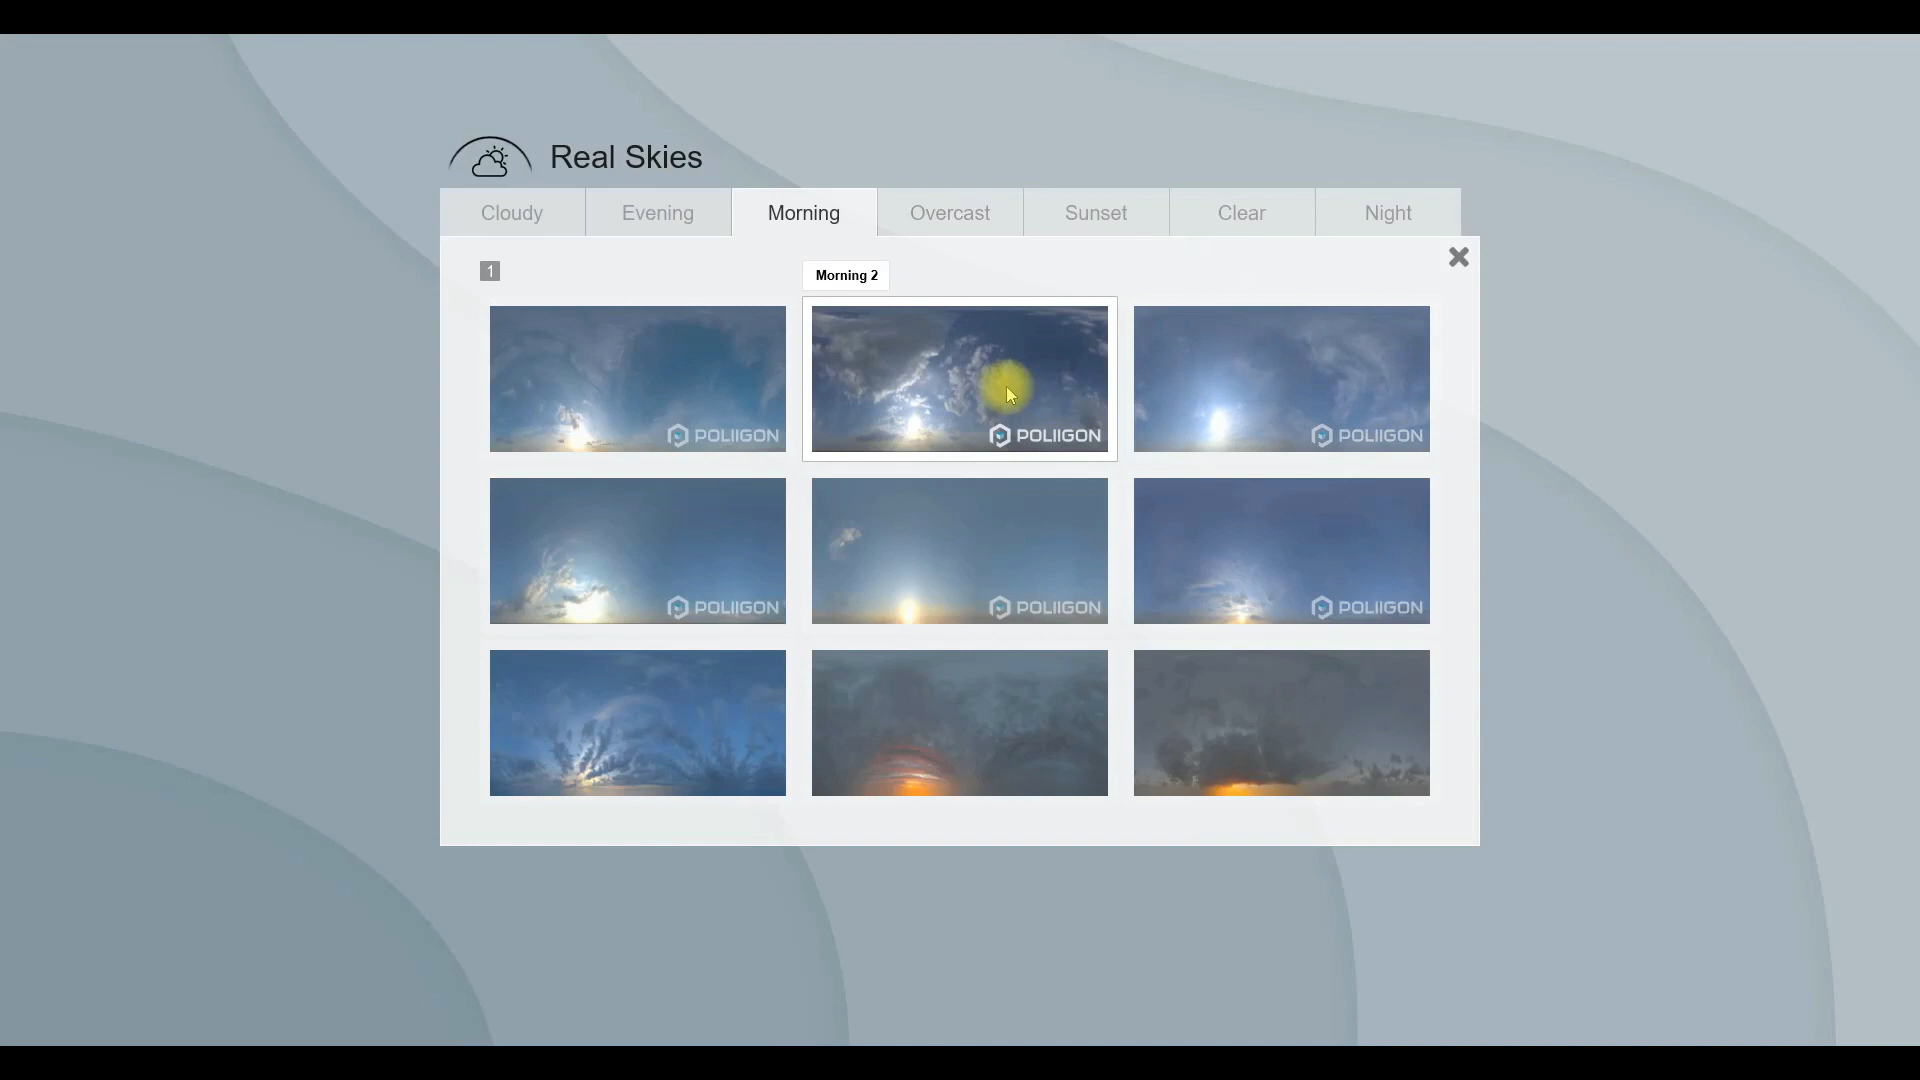 Real Skies
Cloudy Evening Morning Overcast Sunset Clear Night
1
Morning 2
POLIIGON POLIIGON POLIIGON
POLIIGON POLIIGON POLIIGON